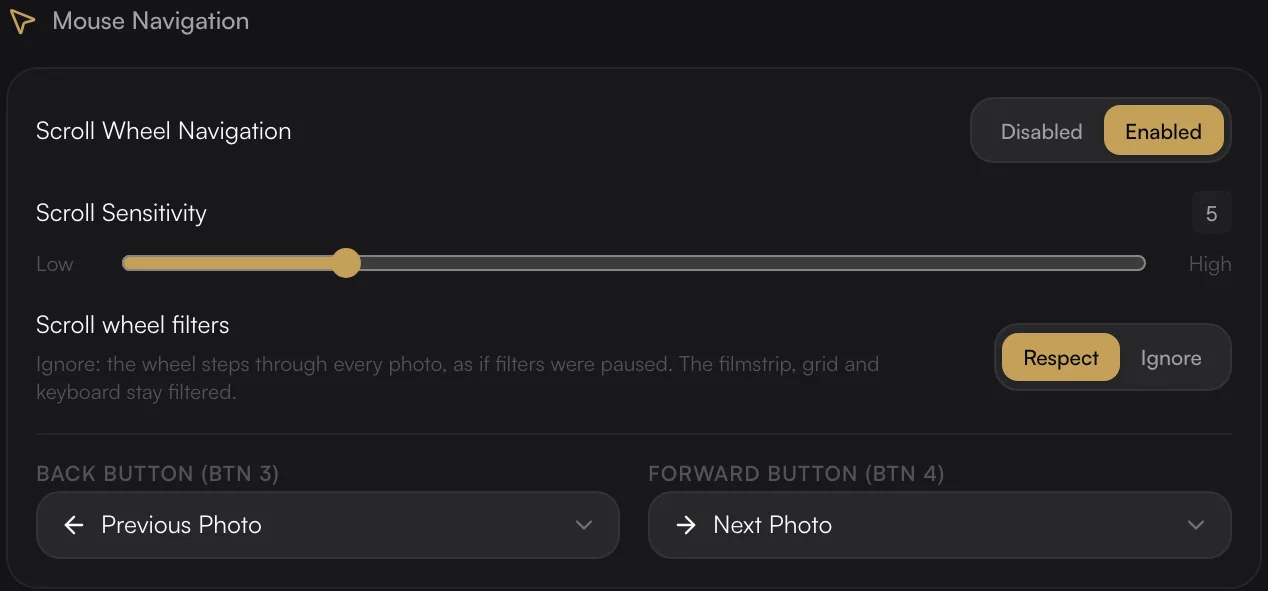 Mouse Navigation
Scroll Wheel Navigation
Disabled
Enabled
Scroll Sensitivity
5
Low
High
Scroll wheel filters
Ignore: the wheel steps through every photo, as if filters were paused. The filmstrip, grid and
keyboard stay filtered.
Respect
Ignore
BACK BUTTON (BTN 3)
FORWARD BUTTON (BTN 4)
Previous Photo
Next Photo